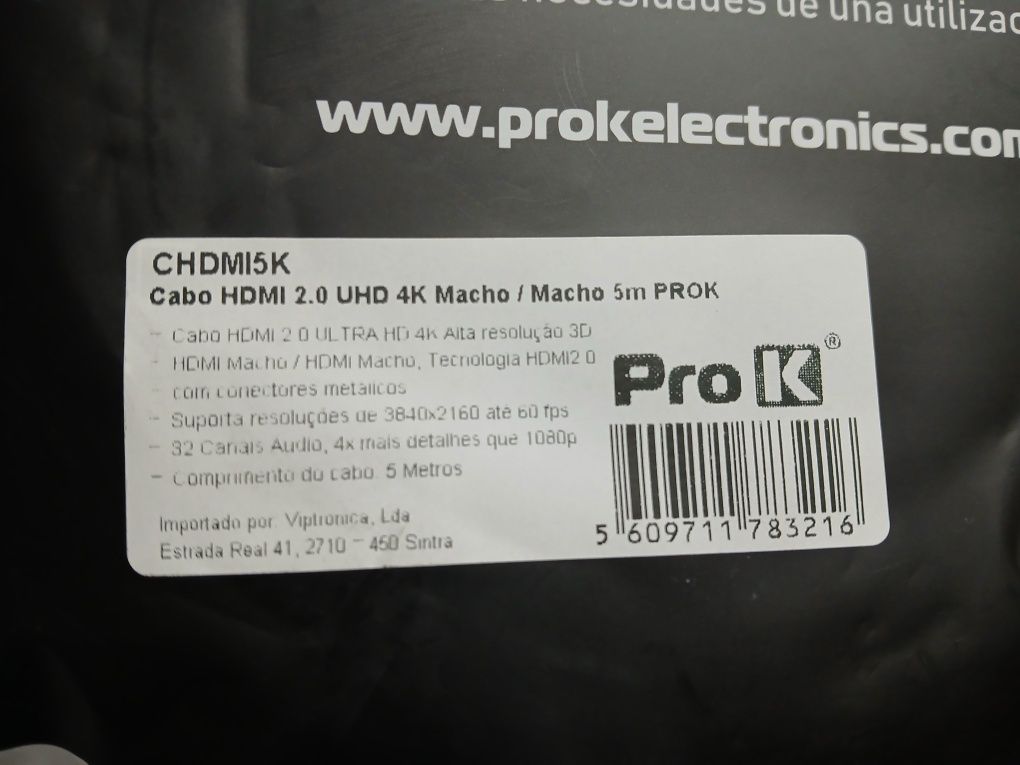 de una utilizac
www.prokelectronics.com
CHDMI5K
Cabo HDMI 2.0 UHD 4K Macho / Macho 5m PROK
- Cabo HDMI 2.0 ULTRA HD 4K Alta resolução 3D
- HDMI Macho / HDMI Macho, Tecnologia HDMI2.0
com conectores metálicos
- Suporta resoluções de 3840x2160 até 60 fps
- 32 Canais Audio, 4x mais detalhes que 1080p
- Comprimento do cabo: 5 Metros
Pro K ®
Importado por: Viptronica, Lda
Estrada Real 41, 2710 - 450 Sintra
5 609711 783216